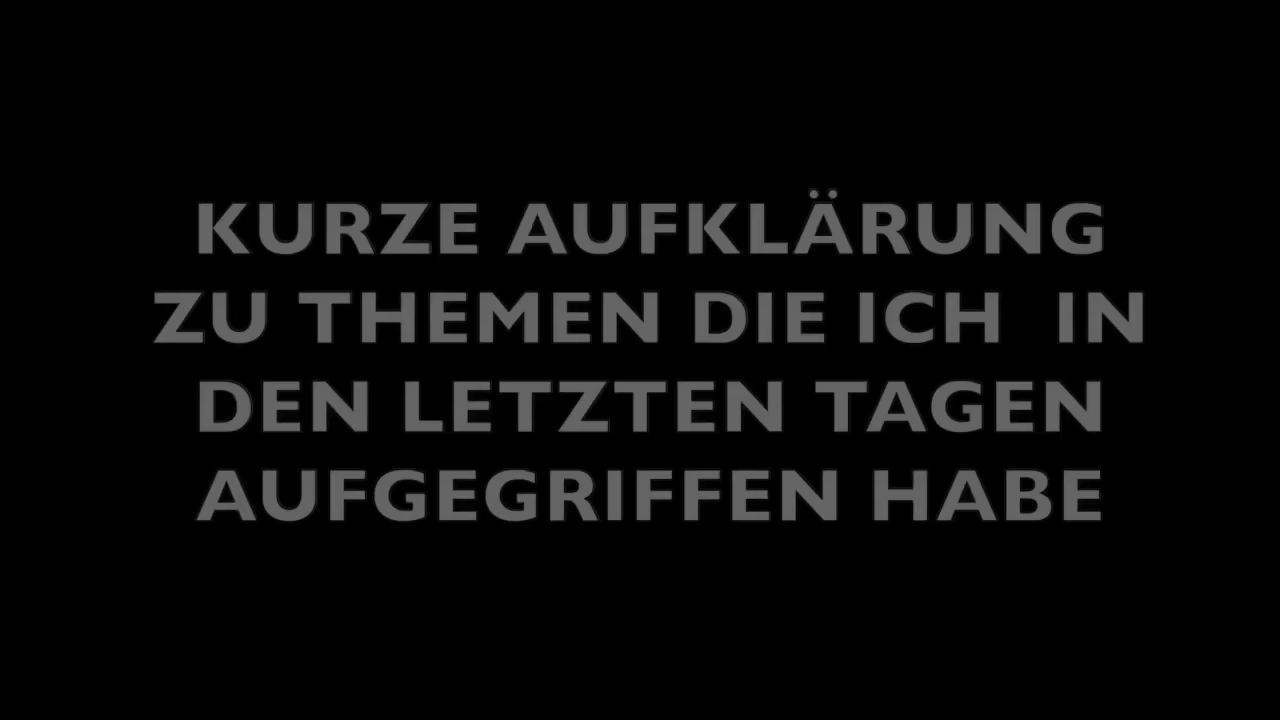 KURZE AUFKLÄRUNG
ZU THEMEN DIE ICH  IN
DEN LETZTEN TAGEN
AUFGEGRIFFEN HABE